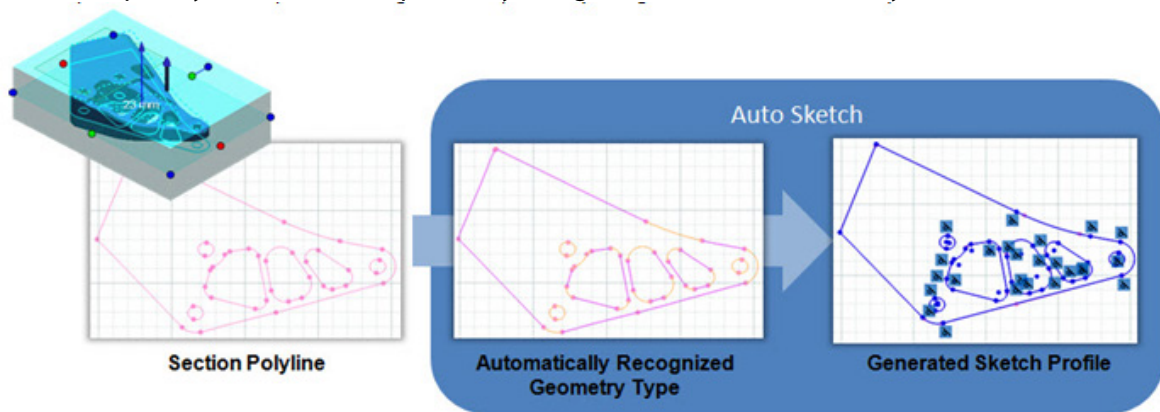 23 mm
Auto Sketch
Section Polyline
Automatically Recognized
Geometry Type
Generated Sketch Profile